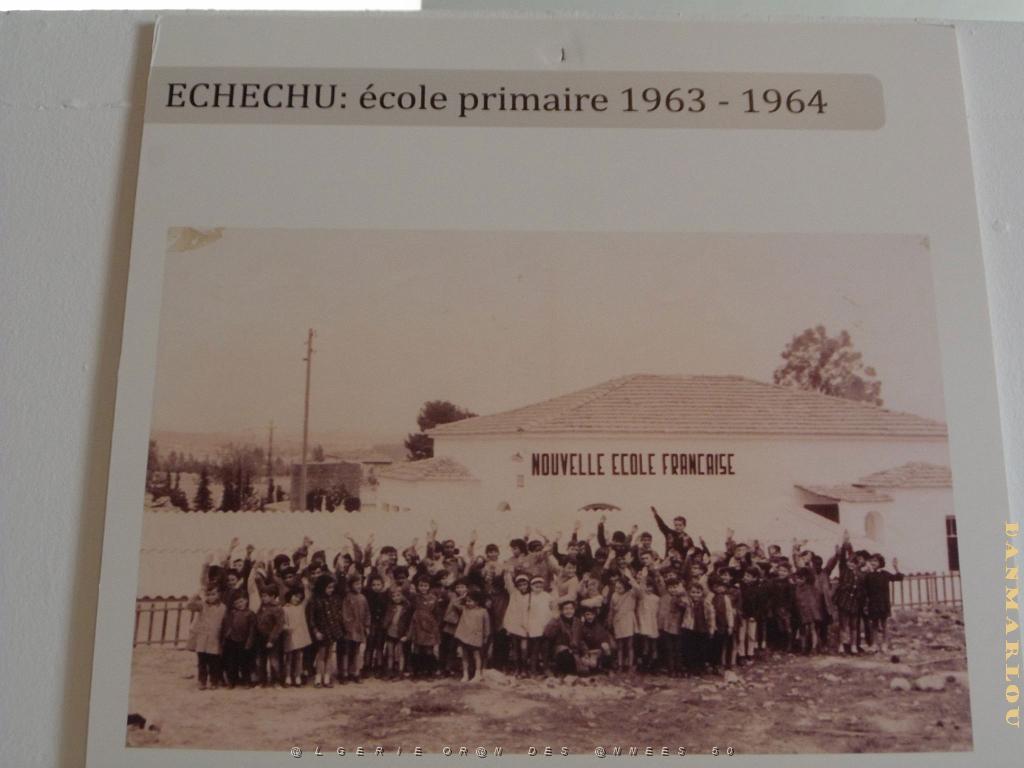 ECHECHU: école primaire 1963 - 1964
NOUVELLE ECOLE FRANCAISE
DANMARLOU
@LGERIE OR@N DES @NNEES 50